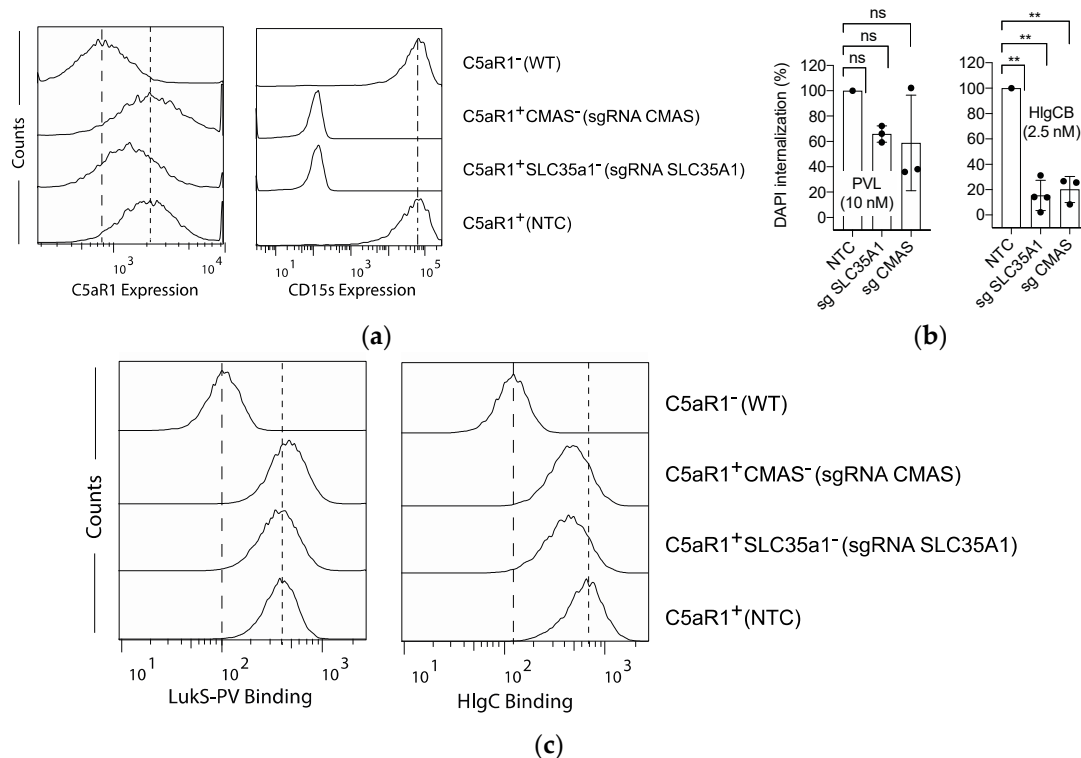 Counts
10³ 10⁴
C5aR1 Expression
10¹ 10² 10³ 10⁴ 10⁵
CD15s Expression
C5aR1⁻(WT)
C5aR1⁺CMAS⁻(sgRNA CMAS)
C5aR1⁺SLC35a1⁻(sgRNA SLC35A1)
C5aR1⁺(NTC)
(a)
DAPI internalization (%)
120
100
80
60
40
20
0
ns
ns
ns
PVL
(10 nM)
NTC
sg SLC35A1
sg CMAS
120
100
80
60
40
20
0
**
**
**
HlgCB
(2.5 nM)
NTC
sg SLC35A1
sg CMAS
(b)
Counts
10¹ 10² 10³
LukS-PV Binding
10¹ 10² 10³
HlgC Binding
C5aR1⁻(WT)
C5aR1⁺CMAS⁻(sgRNA CMAS)
C5aR1⁺SLC35a1⁻(sgRNA SLC35A1)
C5aR1⁺(NTC)
(c)